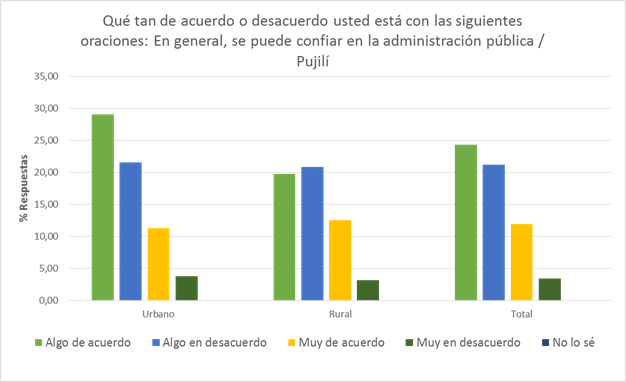 Qué tan de acuerdo o desacuerdo usted está con las siguientes
oraciones: En general, se puede confiar en la administración pública /
Pujilí
35,00
30,00
25,00
20,00
15,00
10,00
5,00
0,00
% Respuestas
Urbano Rural Total
Algo de acuerdo Algo en desacuerdo Muy de acuerdo Muy en desacuerdo No lo sé